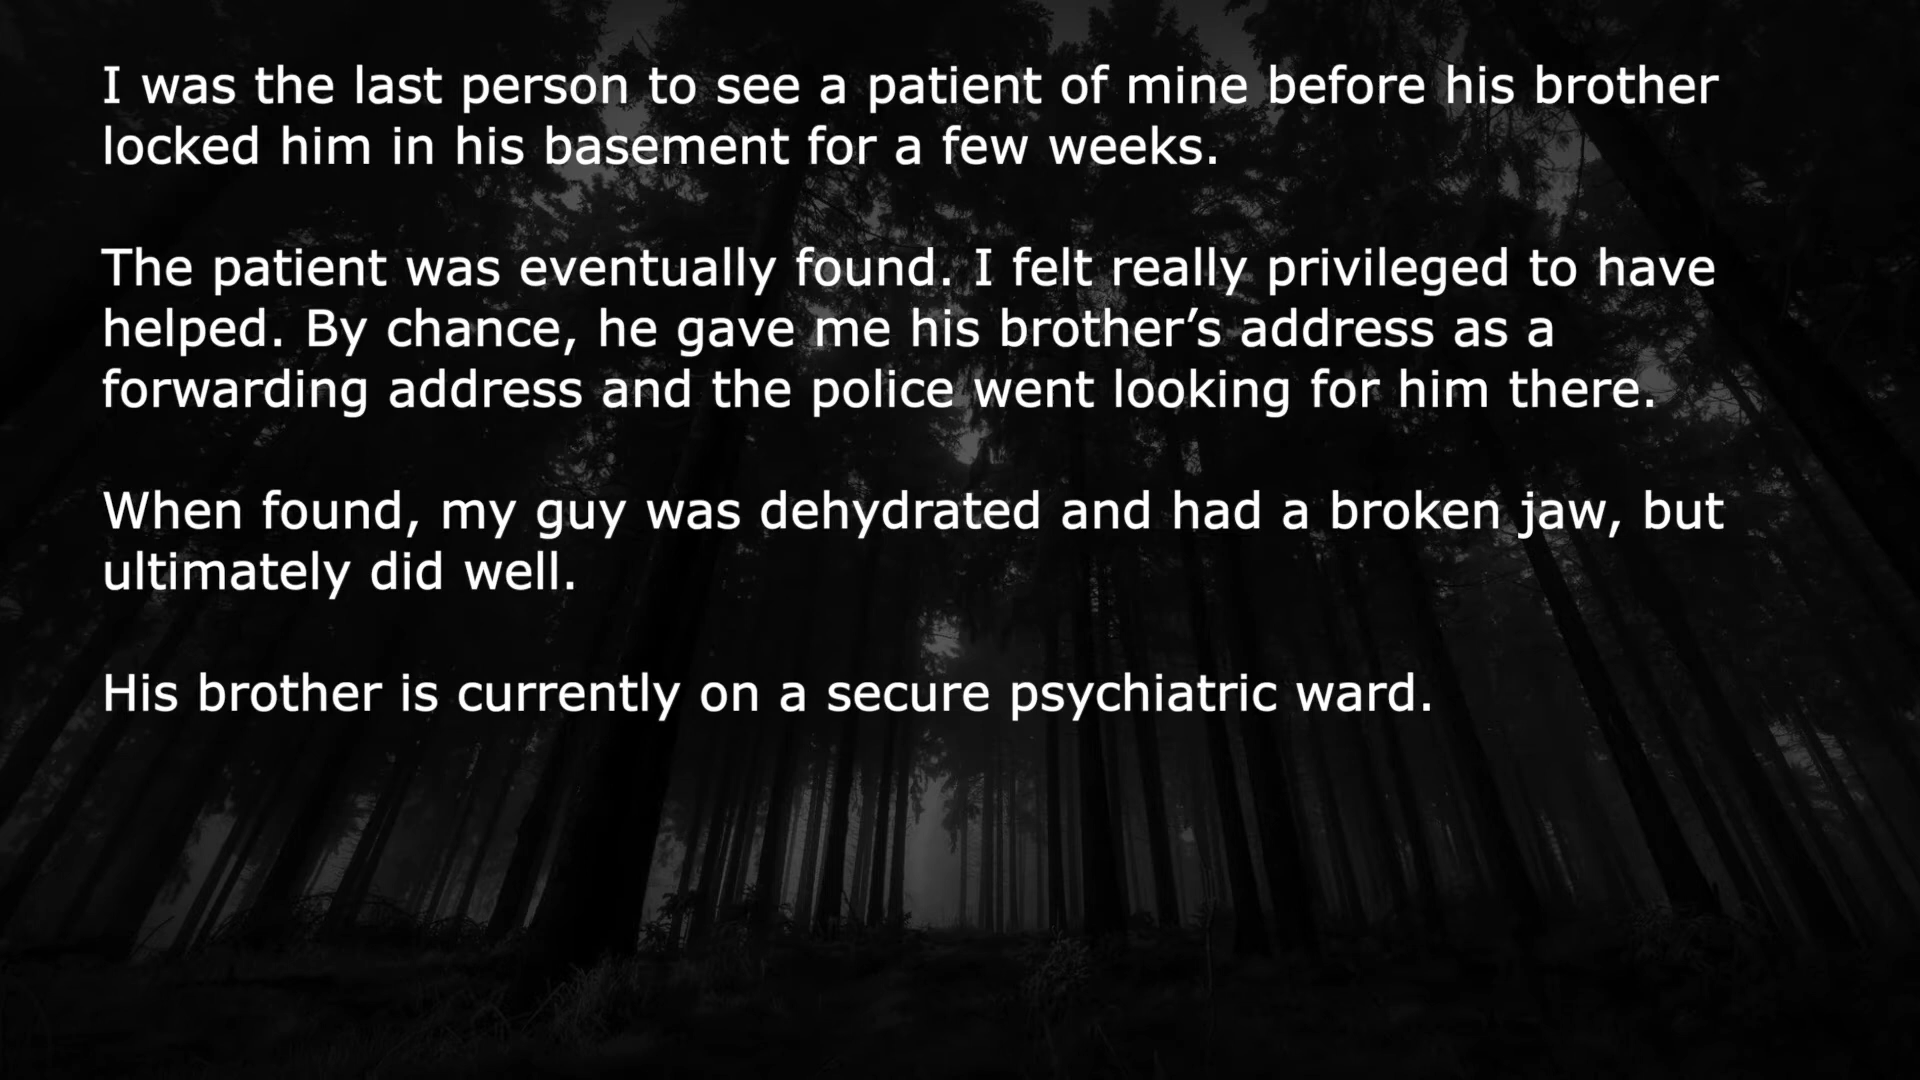 I was the last person to see a patient of mine before his brother
locked him in his basement for a few weeks.
The patient was eventually found. I felt really privileged to have
helped. By chance, he gave me his brother’s address as a
forwarding address and the police went looking for him there.
When found, my guy was dehydrated and had a broken jaw, but
ultimately did well.
His brother is currently on a secure psychiatric ward.